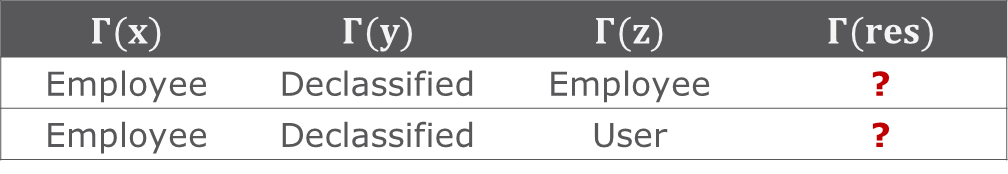 Γ(x) Γ(y) Γ(z) Γ(res)
Employee Declassified Employee ?
Employee Declassified User ?